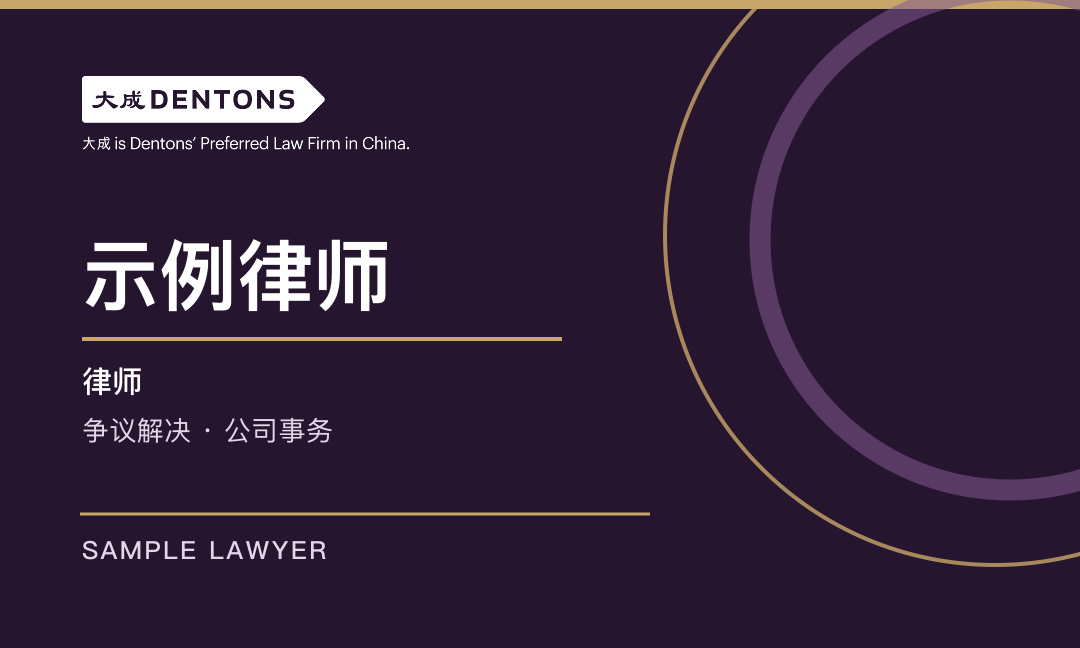 大成 DENTONS
大成 is Dentons’ Preferred Law Firm in China.
示例律师
律师
争议解决 · 公司事务
SAMPLE LAWYER